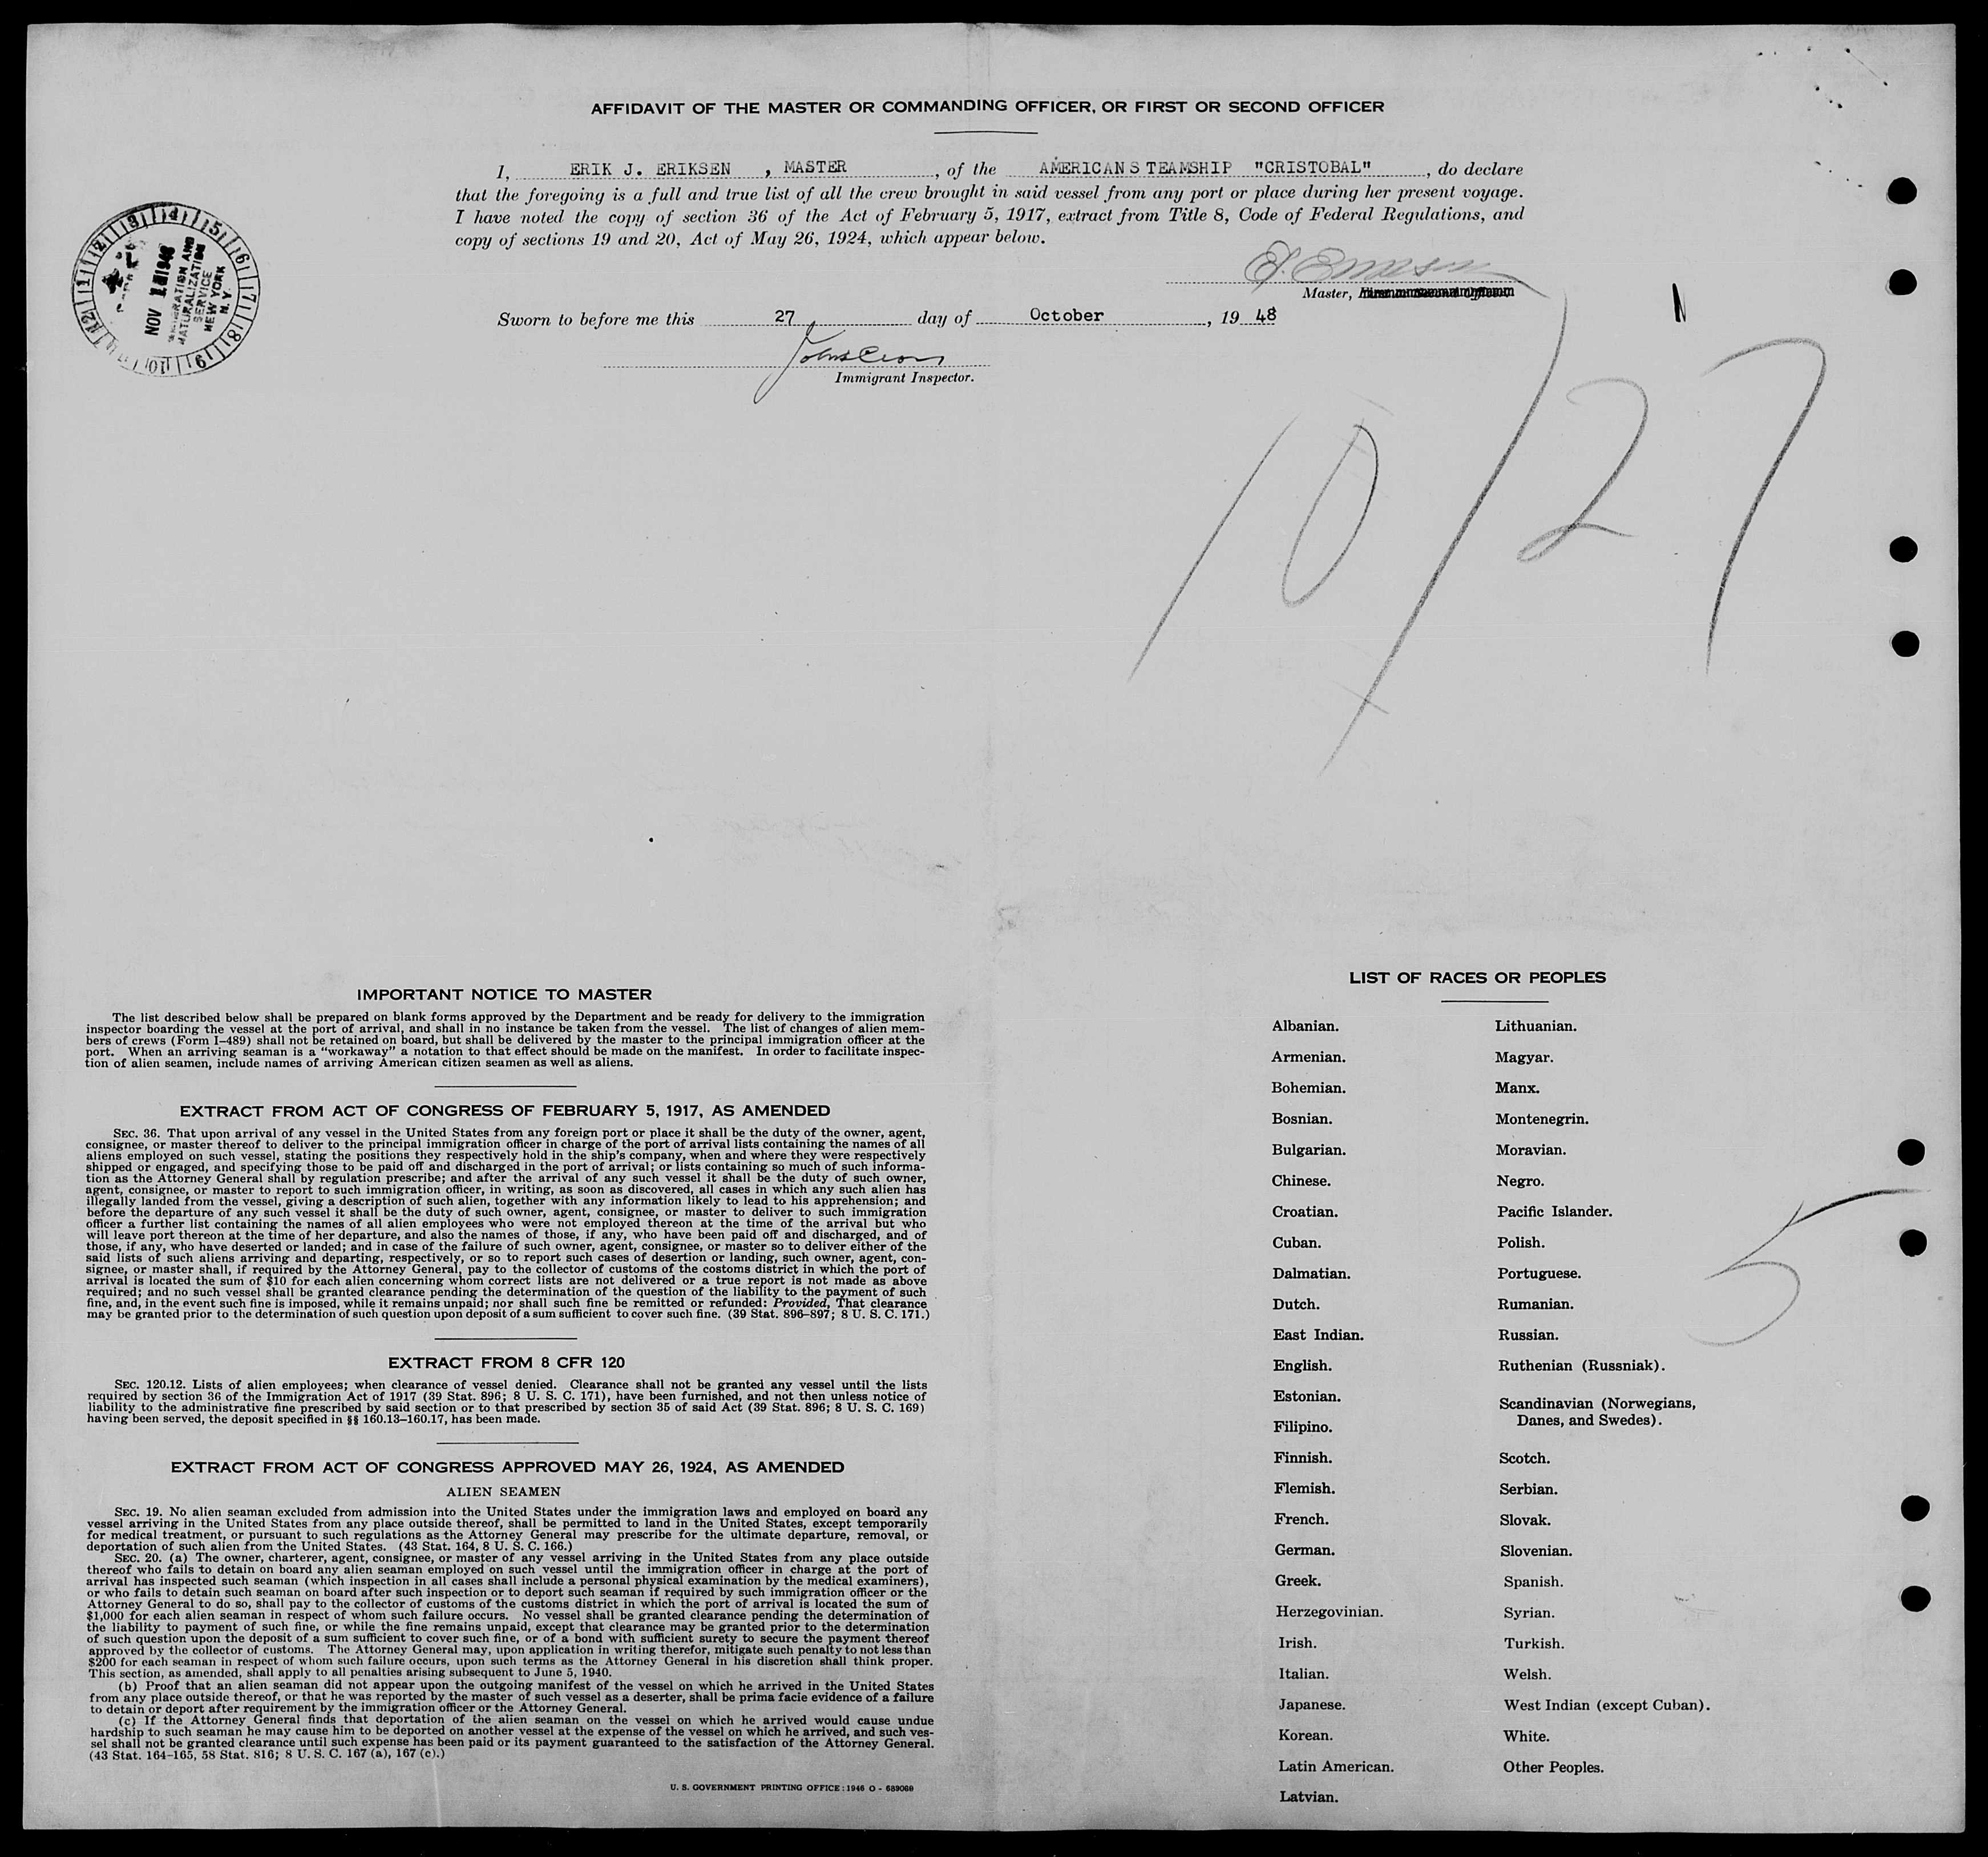 AFFIDAVIT OF THE MASTER OR COMMANDING OFFICER, OR FIRST OR SECOND OFFICER
I, ERIK J. ERIKSEN , MASTER , of the AMERICAN STEAMSHIP "CRISTOBAL" , do declare
that the foregoing is a full and true list of all the crew brought in said vessel from any port or place during her present voyage.
I have noted the copy of section 36 of the Act of February 5, 1917, extract from Title 8, Code of Federal Regulations, and
copy of sections 19 and 20, Act of May 26, 1924, which appear below.
Master,
Sworn to before me this 27 day of October , 19 48
Immigrant Inspector.
NOV 1948
IMMIGRATION AND
NATURALIZATION
SERVICE
NEW YORK
N. Y.
10/27
IMPORTANT NOTICE TO MASTER
The list described below shall be prepared on blank forms approved by the Department and be ready for delivery to the immigration
inspector boarding the vessel at the port of arrival, and shall in no instance be taken from the vessel. The list of changes of alien mem-
bers of crews (Form I-489) shall not be retained on board, but shall be delivered by the master to the principal immigration officer at the
port. When an arriving seaman is a "workaway" a notation to that effect should be made on the manifest. In order to facilitate inspec-
tion of alien seamen, include names of arriving American citizen seamen as well as aliens.
EXTRACT FROM ACT OF CONGRESS OF FEBRUARY 5, 1917, AS AMENDED
SEC. 36. That upon arrival of any vessel in the United States from any foreign port or place it shall be the duty of the owner, agent,
consignee, or master thereof to deliver to the principal immigration officer in charge of the port of arrival lists containing the names of all
aliens employed on such vessel, stating the positions they respectively hold in the ship's company, when and where they were respectively
shipped or engaged, and specifying those to be paid off and discharged in the port of arrival; or lists containing so much of such informa-
tion as the Attorney General shall by regulation prescribe; and after the arrival of any such vessel it shall be the duty of such owner,
agent, consignee, or master to report to such immigration officer, in writing, as soon as discovered, all cases in which any such alien has
illegally landed from the vessel, giving a description of such alien, together with any information likely to lead to his apprehension; and
before the departure of any such vessel it shall be the duty of such owner, agent, consignee, or master to deliver to such immigration
officer a further list containing the names of all alien employees who were not employed thereon at the time of the arrival but who
will leave port thereon at the time of her departure, and also the names of those, if any, who have been paid off and discharged, and of
those, if any, who have deserted or landed; and in case of the failure of such owner, agent, consignee, or master so to deliver either of the
said lists of such aliens arriving and departing, respectively, or so to report such cases of desertion or landing, such owner, agent, con-
signee, or master shall, if required by the Attorney General, pay to the collector of customs of the costoms district in which the port of
arrival is located the sum of $10 for each alien concerning whom correct lists are not delivered or a true report is not made as above
required; and no such vessel shall be granted clearance pending the determination of the question of the liability to the payment of such
fine, and, in the event such fine is imposed, while it remains unpaid; nor shall such fine be remitted or refunded: Provided, That clearance
may be granted prior to the determination of such question upon deposit of a sum sufficient to cover such fine. (39 Stat. 896-897; 8 U. S. C. 171.)
EXTRACT FROM 8 CFR 120
SEC. 120.12. Lists of alien employees; when clearance of vessel denied. Clearance shall not be granted any vessel until the lists
required by section 36 of the Immigration Act of 1917 (39 Stat. 896; 8 U. S. C. 171), have been furnished, and not then unless notice of
liability to the administrative fine prescribed by said section or to that prescribed by section 35 of said Act (39 Stat. 896; 8 U. S. C. 169)
having been served, the deposit specified in §§ 160.13-160.17, has been made.
EXTRACT FROM ACT OF CONGRESS APPROVED MAY 26, 1924, AS AMENDED
ALIEN SEAMEN
SEC. 19. No alien seaman excluded from admission into the United States under the immigration laws and employed on board any
vessel arriving in the United States from any place outside thereof, shall be permitted to land in the United States, except temporarily
for medical treatment, or pursuant to such regulations as the Attorney General may prescribe for the ultimate departure, removal, or
deportation of such alien from the United States. (43 Stat. 164, 8 U. S. C. 166.)
SEC. 20. (a) The owner, charterer, agent, consignee, or master of any vessel arriving in the United States from any place outside
thereof who fails to detain on board any alien seaman employed on such vessel until the immigration officer in charge at the port of
arrival has inspected such seaman (which inspection in all cases shall include a personal physical examination by the medical examiners),
or who fails to detain such seaman on board after such inspection or to deport such seaman if required by such immigration officer or the
Attorney General to do so, shall pay to the collector of customs of the customs district in which the port of arrival is located the sum of
$1,000 for each alien seaman in respect of whom such failure occurs. No vessel shall be granted clearance pending the determination of
the liability to payment of such fine, or while the fine remains unpaid, except that clearance may be granted prior to the determination
of such question upon the deposit of a sum sufficient to cover such fine, or of a bond with sufficient surety to secure the payment thereof
approved by the collector of customs. The Attorney General may, upon application in writing therefor, mitigate such penalty to not less than
$200 for each seaman in respect of whom such failure occurs, upon such terms as the Attorney General in his discretion shall think proper.
This section, as amended, shall apply to all penalties arising subsequent to June 5, 1940.
(b) Proof that an alien seaman did not appear upon the outgoing manifest of the vessel on which he arrived in the United States
from any place outside thereof, or that he was reported by the master of such vessel as a deserter, shall be prima facie evidence of a failure
to detain or deport after requirement by the immigration officer or the Attorney General.
(c) If the Attorney General finds that deportation of the alien seaman on the vessel on which he arrived would cause undue
hardship to such seaman he may cause him to be deported on another vessel at the expense of the vessel on which he arrived, and such ves-
sel shall not be granted clearance until such expense has been paid or its payment guaranteed to the satisfaction of the Attorney General.
(43 Stat. 164-165, 58 Stat. 816; 8 U. S. C. 167 (a), 167 (c).)
U. S. GOVERNMENT PRINTING OFFICE : 1946 O - 689069
LIST OF RACES OR PEOPLES
Albanian.
Armenian.
Bohemian.
Bosnian.
Bulgarian.
Chinese.
Croatian.
Cuban.
Dalmatian.
Dutch.
East Indian.
English.
Estonian.
Filipino.
Finnish.
Flemish.
French.
German.
Greek.
Herzegovinian.
Irish.
Italian.
Japanese.
Korean.
Latin American.
Latvian.
Lithuanian.
Magyar.
Manx.
Montenegrin.
Moravian.
Negro.
Pacific Islander.
Polish.
Portuguese.
Rumanian.
Russian.
Ruthenian (Russniak).
Scandinavian (Norwegians,
Danes, and Swedes).
Scotch.
Serbian.
Slovak.
Slovenian.
Spanish.
Syrian.
Turkish.
Welsh.
West Indian (except Cuban).
White.
Other Peoples.
5